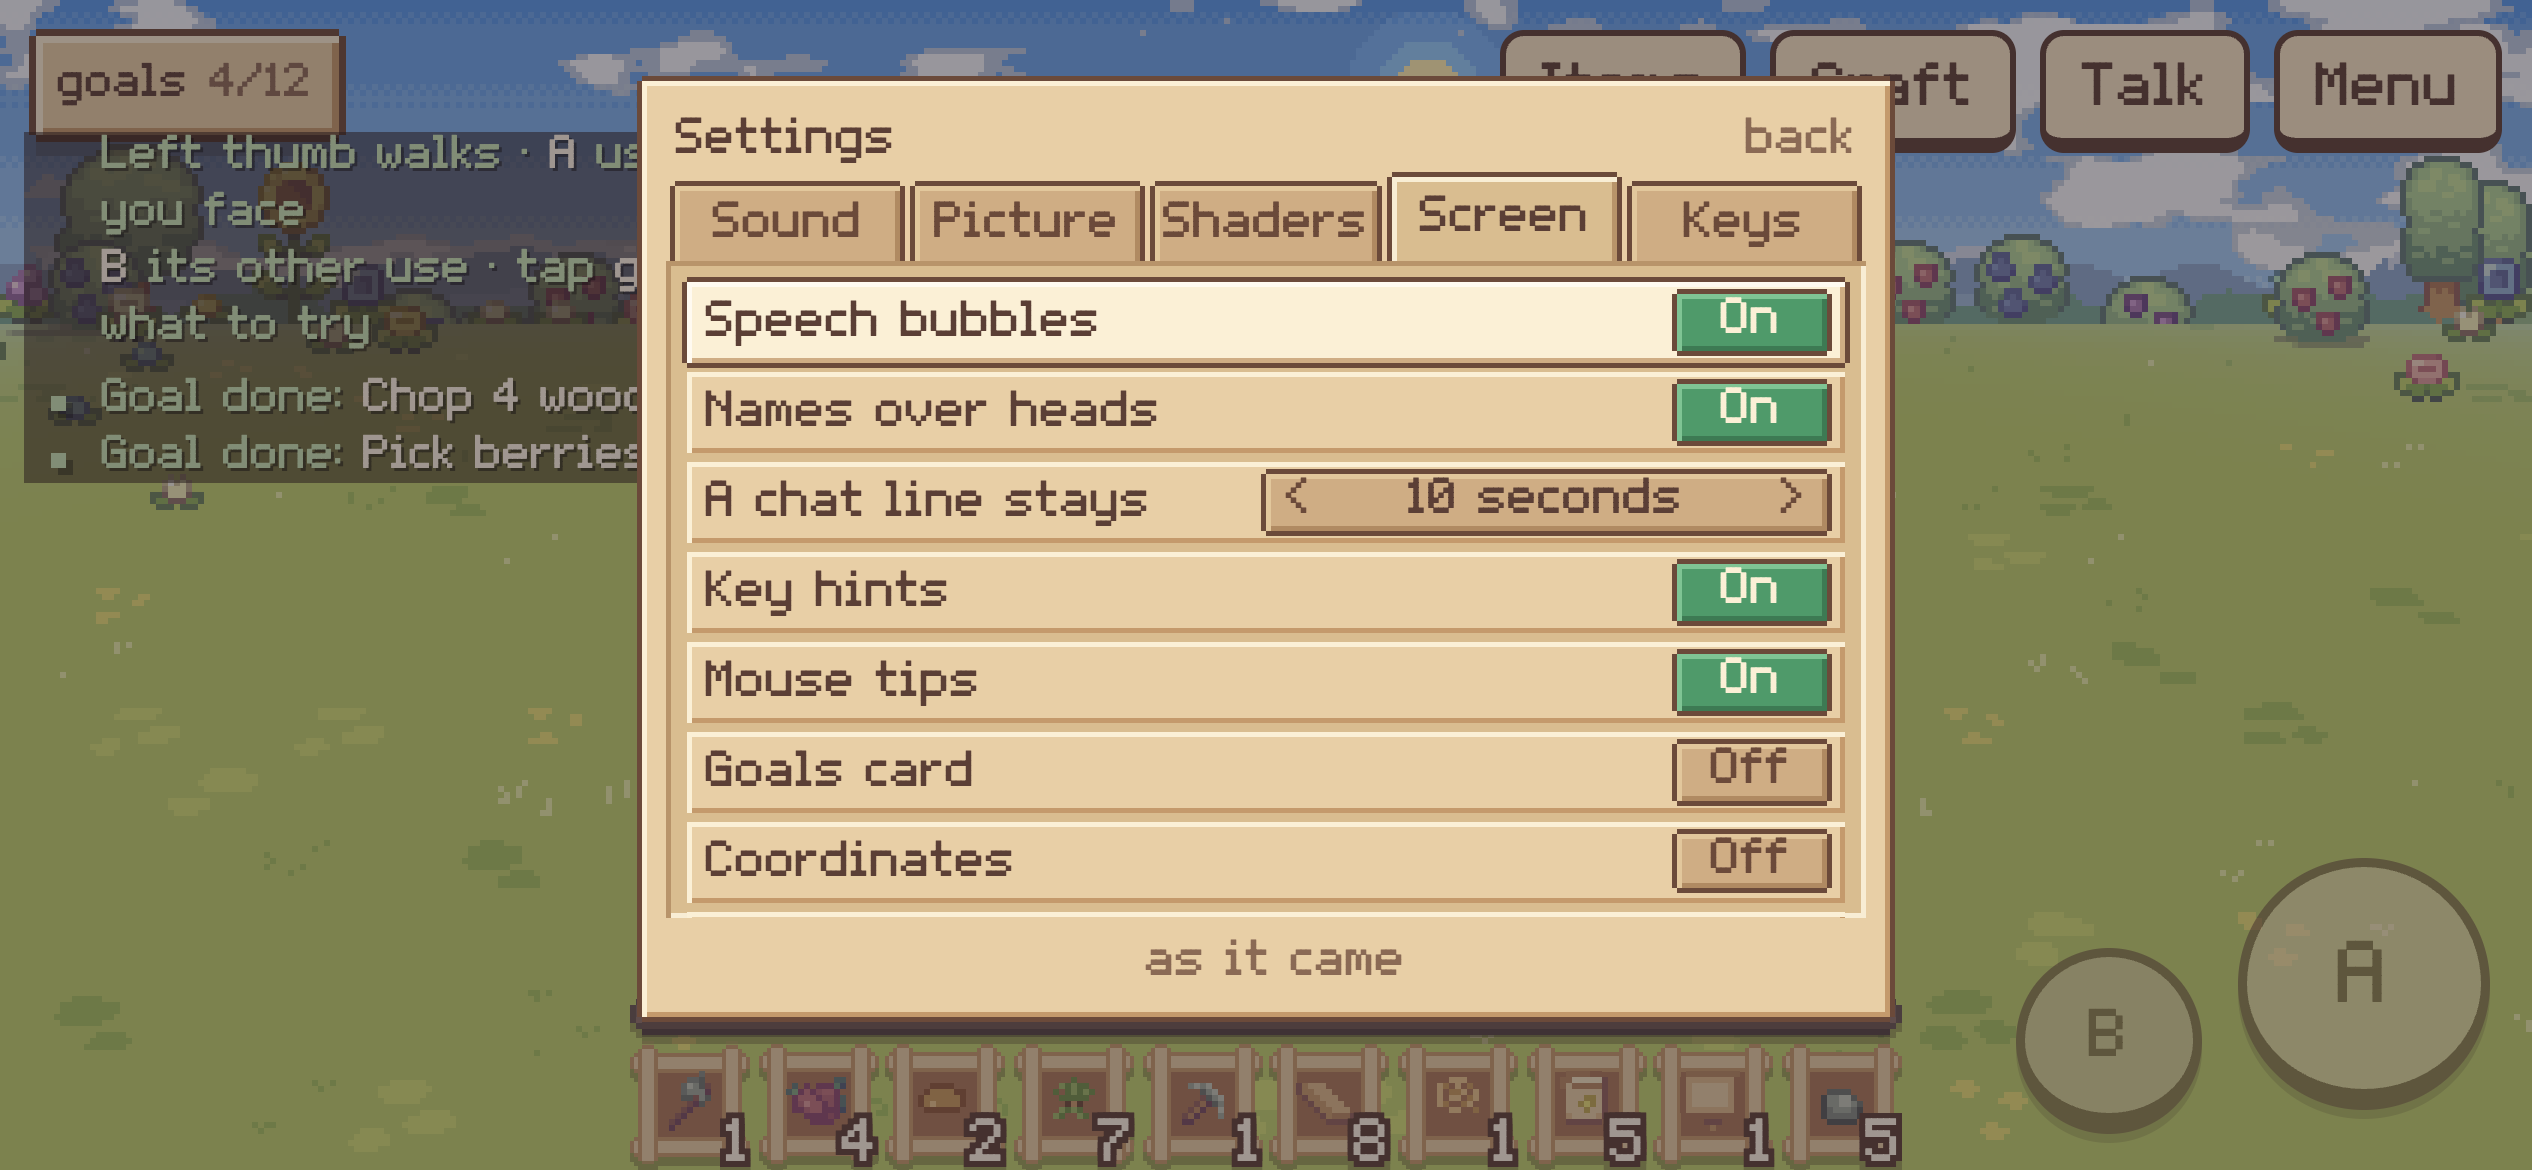 goals 4/12
Craft
Talk
Menu
Left thumb walks · A
you face
B its other use · tap
what to try
Goal done: Chop 4
Goal done: Pick berries
Settings
back
Sound
Picture
Shaders
Screen
Keys
Speech bubbles On
Names over heads On
A chat line stays < 10 seconds >
Key hints On
Mouse tips On
Goals card Off
Coordinates Off
as it came
B
A
1 4 2 7 1 8 1 5 1 5